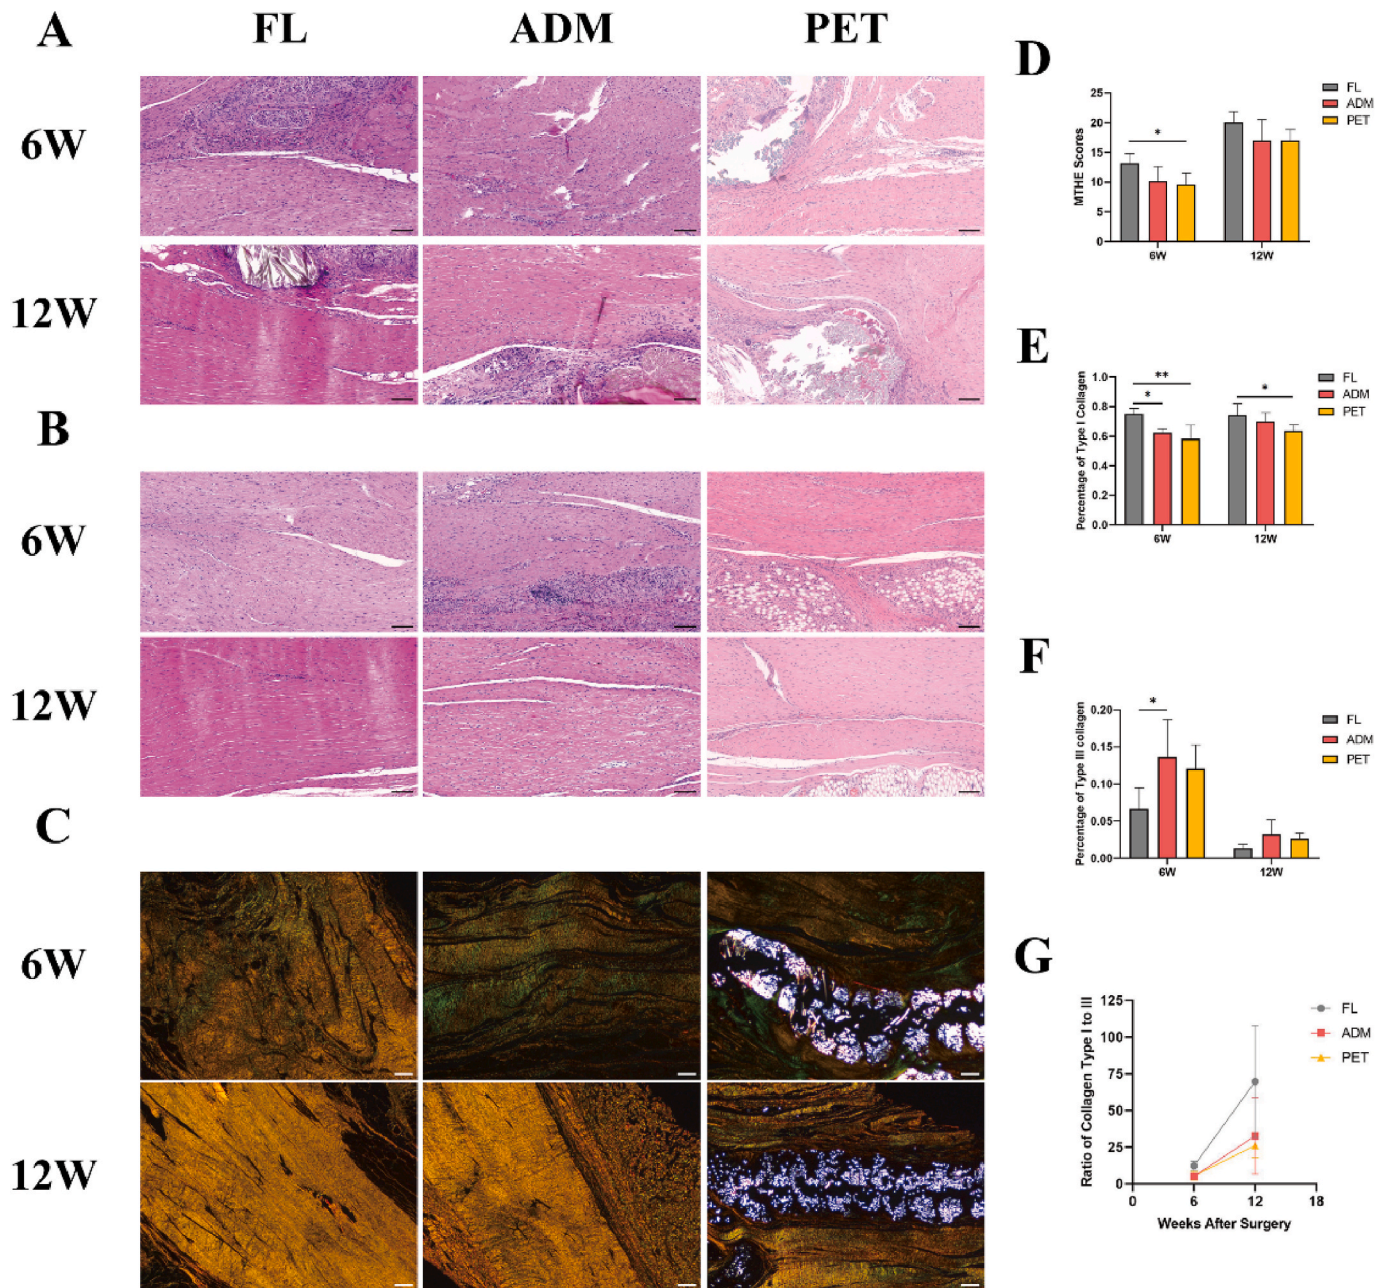 A
FL
ADM
PET
6W
12W
B
6W
12W
C
6W
12W
D
FL
ADM
PET
MTHE Scores
25
20
15
10
5
0
*
6W
12W
E
FL
ADM
PET
Percentage of Type I Collagen
1.0
0.8
0.6
0.4
0.2
0.0
**
*
*
6W
12W
F
FL
ADM
PET
Percentage of Type III collagen
0.20
0.15
0.10
0.05
0.00
*
6W
12W
G
FL
ADM
PET
Ratio of Collagen Type I to III
125
100
75
50
25
0
0
6
12
18
Weeks After Surgery